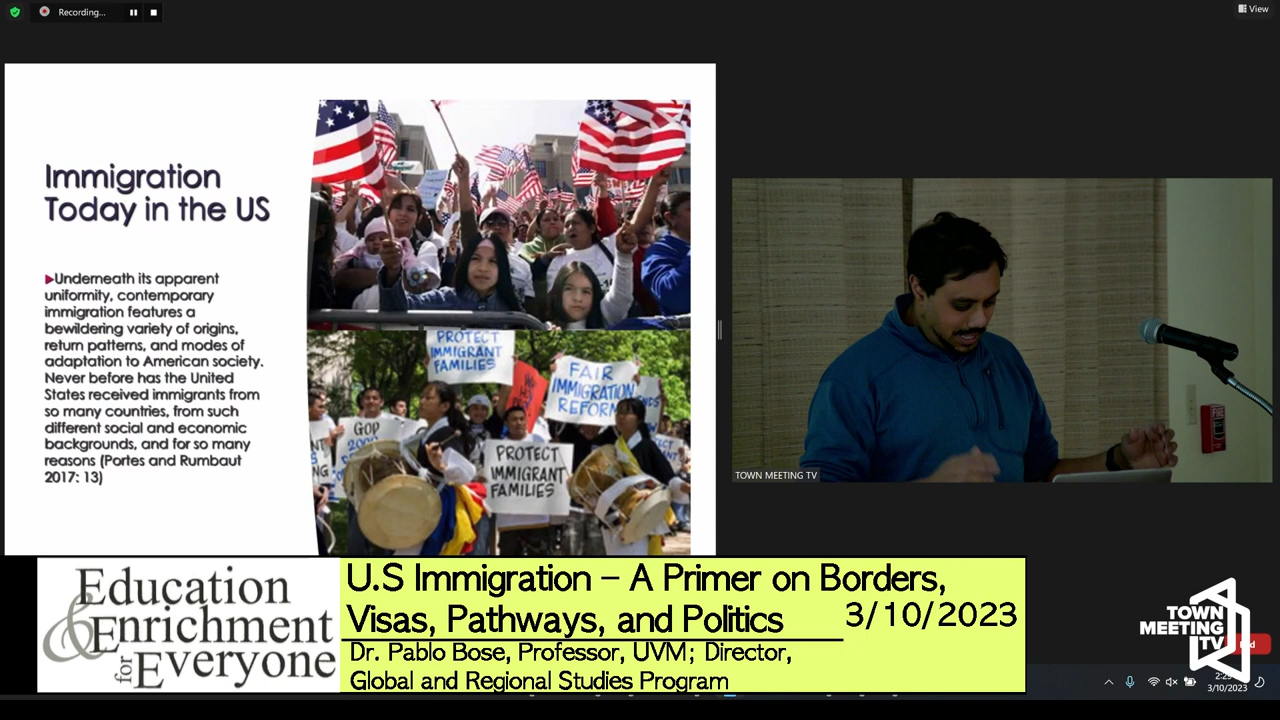 Recording...
View
Immigration
Today in the US
Underneath its apparent
uniformity, contemporary
immigration features a
bewildering variety of origins,
return patterns, and modes of
adaptation to American society.
Never before has the United
States received immigrants from
so many countries, from such
different social and economic
backgrounds, and for so many
reasons (Portes and Rumbaut
2017: 13)
PROTECT
IMMIGRANT
FAMILIES
FAIR
IMMIGRATION
REFORM
GOP
PROTECT
IMMIGRANT
FAMILIES
FIRE
TOWN MEETING TV
Education
& Enrichment
for Everyone
U.S Immigration – A Primer on Borders,
Visas, Pathways, and Politics
3/10/2023
Dr. Pablo Bose, Professor, UVM; Director,
Global and Regional Studies Program
TOWN
MEETING
TV
3/10/2023